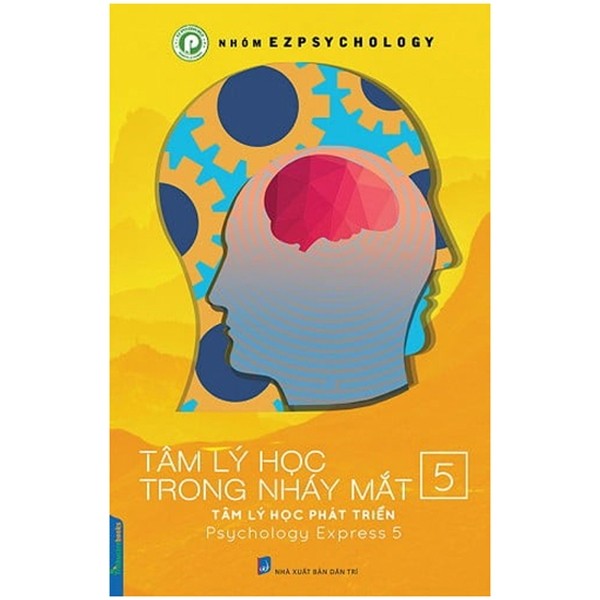 NHÓM EZPSYCHOLOGY
TÂM LÝ HỌC
TRONG NHÁY MẮT 5
TÂM LÝ HỌC PHÁT TRIỂN
Psychology Express 5
NHÀ XUẤT BẢN DÂN TRÍ